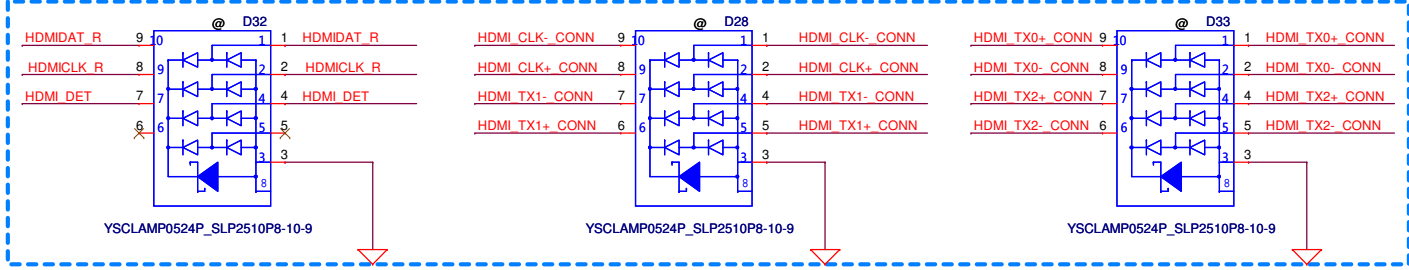 @ D32 @ D28 @ D33
HDMIDAT_R 9 10 1 1 HDMIDAT_R HDMI_CLK-_CONN 9 10 1 1 HDMI_CLK-_CONN HDMI_TX0+_CONN 9 10 1 1 HDMI_TX0+_CONN
HDMICLK_R 8 9 2 2 HDMICLK_R HDMI_CLK+_CONN 8 9 2 2 HDMI_CLK+_CONN HDMI_TX0-_CONN 8 9 2 2 HDMI_TX0-_CONN
HDMI_DET 7 7 4 4 HDMI_DET HDMI_TX1-_CONN 7 7 4 4 HDMI_TX1-_CONN HDMI_TX2+_CONN 7 7 4 4 HDMI_TX2+_CONN
6 6 5 5 HDMI_TX1+_CONN 6 6 5 5 HDMI_TX1+_CONN HDMI_TX2-_CONN 6 6 5 5 HDMI_TX2-_CONN
3 3 3 3 3 3
8 8 8
YSCLAMP0524P_SLP2510P8-10-9 YSCLAMP0524P_SLP2510P8-10-9 YSCLAMP0524P_SLP2510P8-10-9